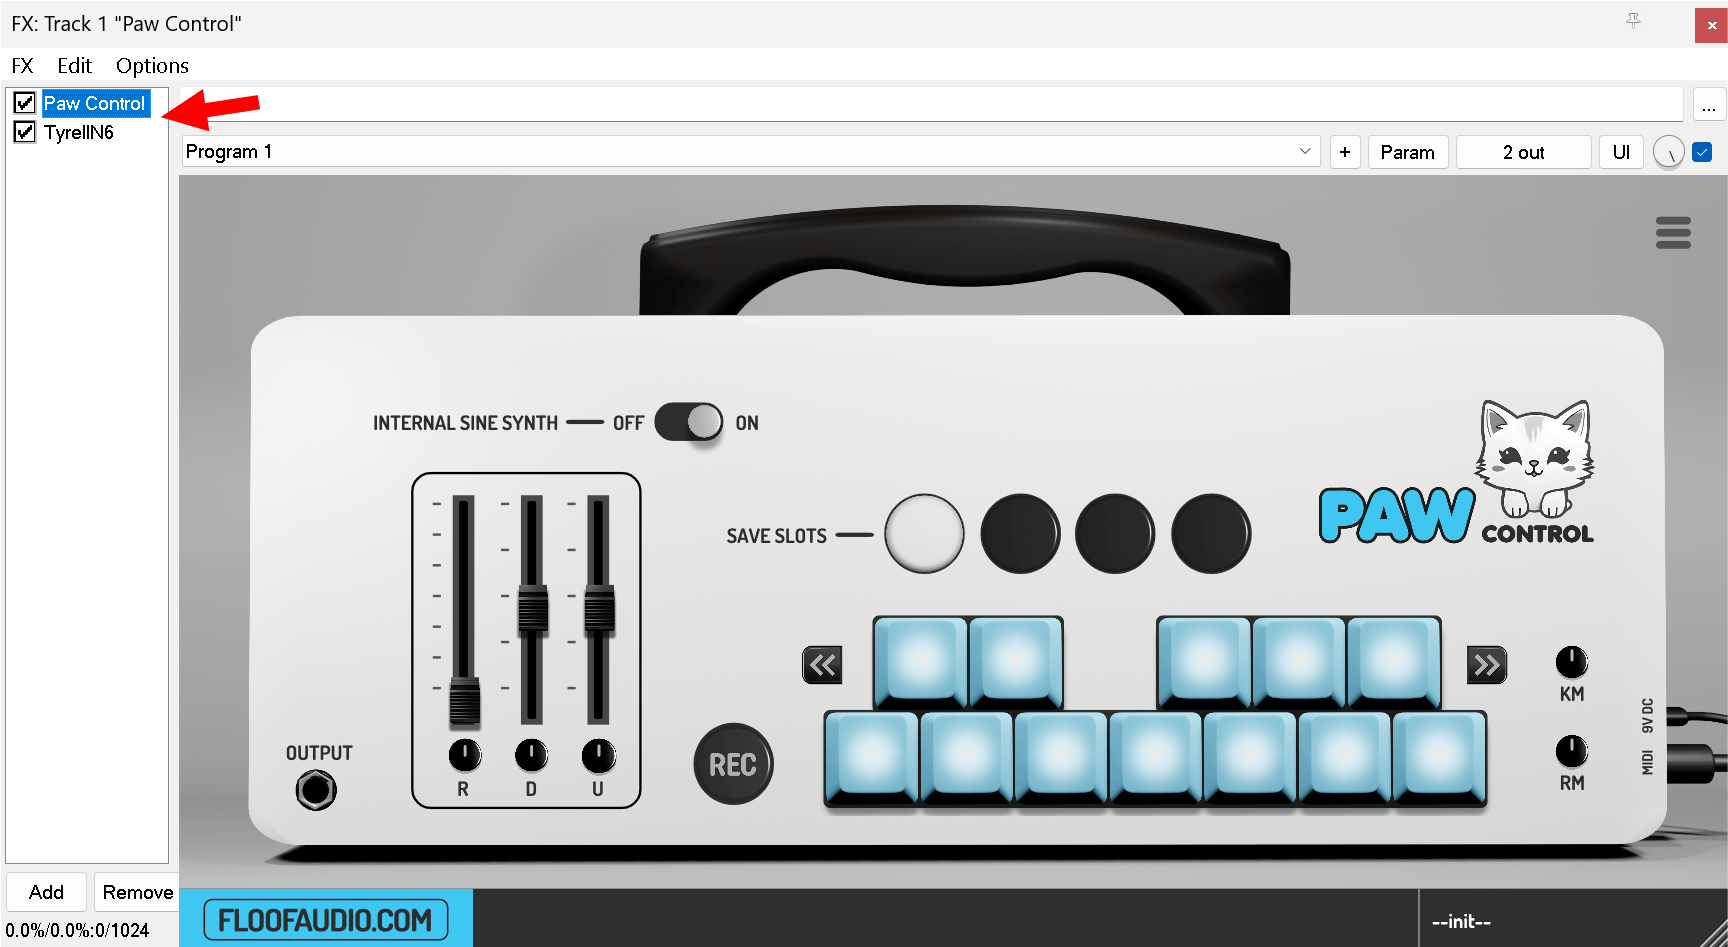 FX: Track 1 "Paw Control"
FX Edit Options
Paw Control
TyrellN6
...
Program 1
+
Param
2 out
UI
INTERNAL SINE SYNTH
OFF
ON
SAVE SLOTS
PAW
CONTROL
KM
9V DC
MIDI
RM
OUTPUT
R
D
U
REC
Add
Remove
0.0%/0.0%:0/1024
FLOOFAUDIO.COM
--init--